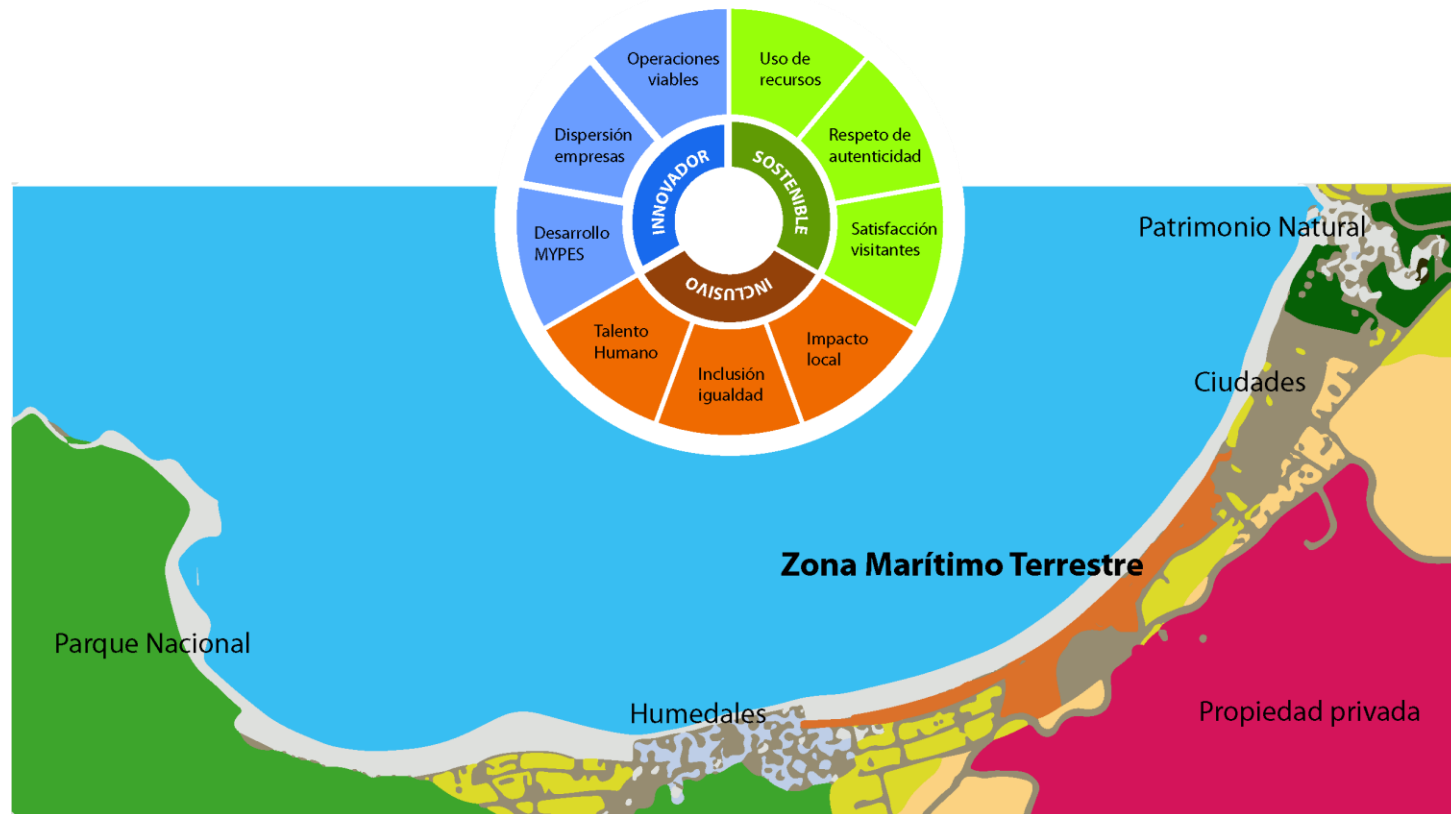 Operaciones
viables
Uso de
recursos
Dispersión
empresas
Respeto de
autenticidad
INNOVADOR
SOSTENIBLE
Desarrollo
MYPES
Satisfacción
visitantes
INCLUSIVO
Talento
Humano
Inclusión
igualdad
Impacto
local
Patrimonio Natural
Ciudades
Zona Marítimo Terrestre
Parque Nacional
Humedales
Propiedad privada